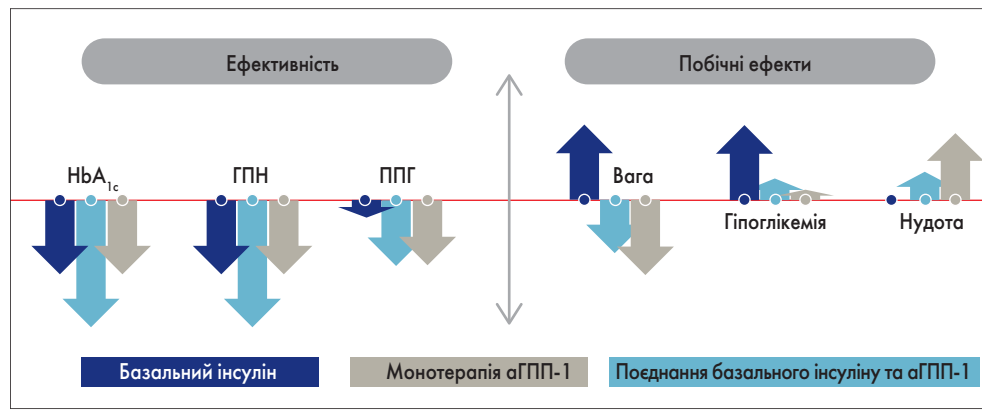 Ефективність
Побічні ефекти
HbA1c
ГПН
ППГ
Вага
Гіпоглікемія
Нудота
Базальний інсулін
Монотерапія аГПП-1
Поєднання базального інсуліну та аГПП-1